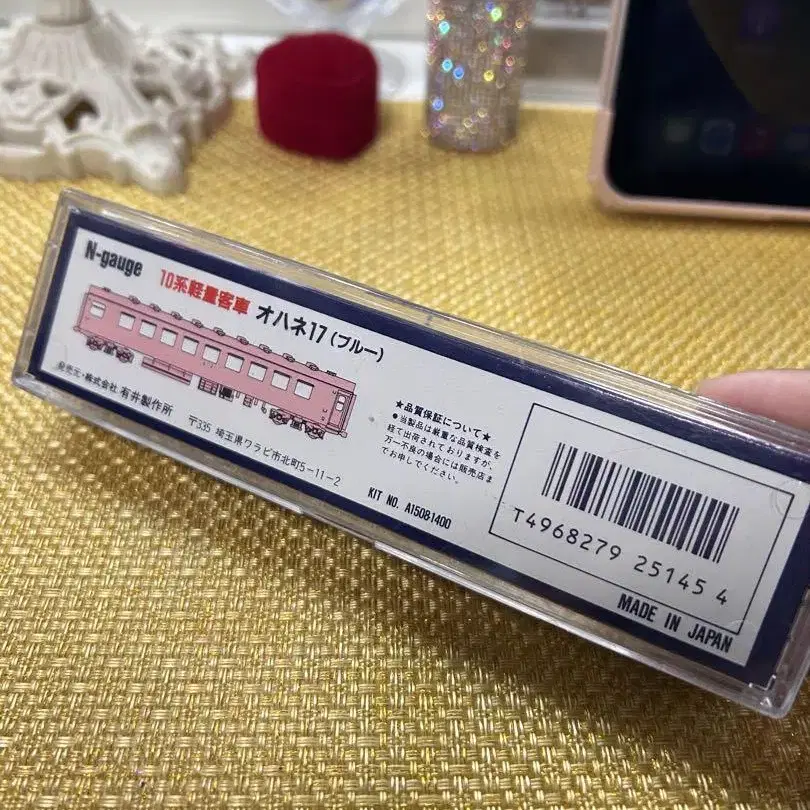 N-gauge
10系軽量客車
オハネ17(ブルー)
発売元・株式会社 有井製作所
〒335 埼玉県ワラビ市北町5-11-2
★品質保証について★
●当製品は厳重な品質検査を
経て出荷されておりますが、
万一不良の場合には販売店ま
でお申しでください。
KIT NO. A1508·1400
T4968279 25145 4
MADE IN JAPAN